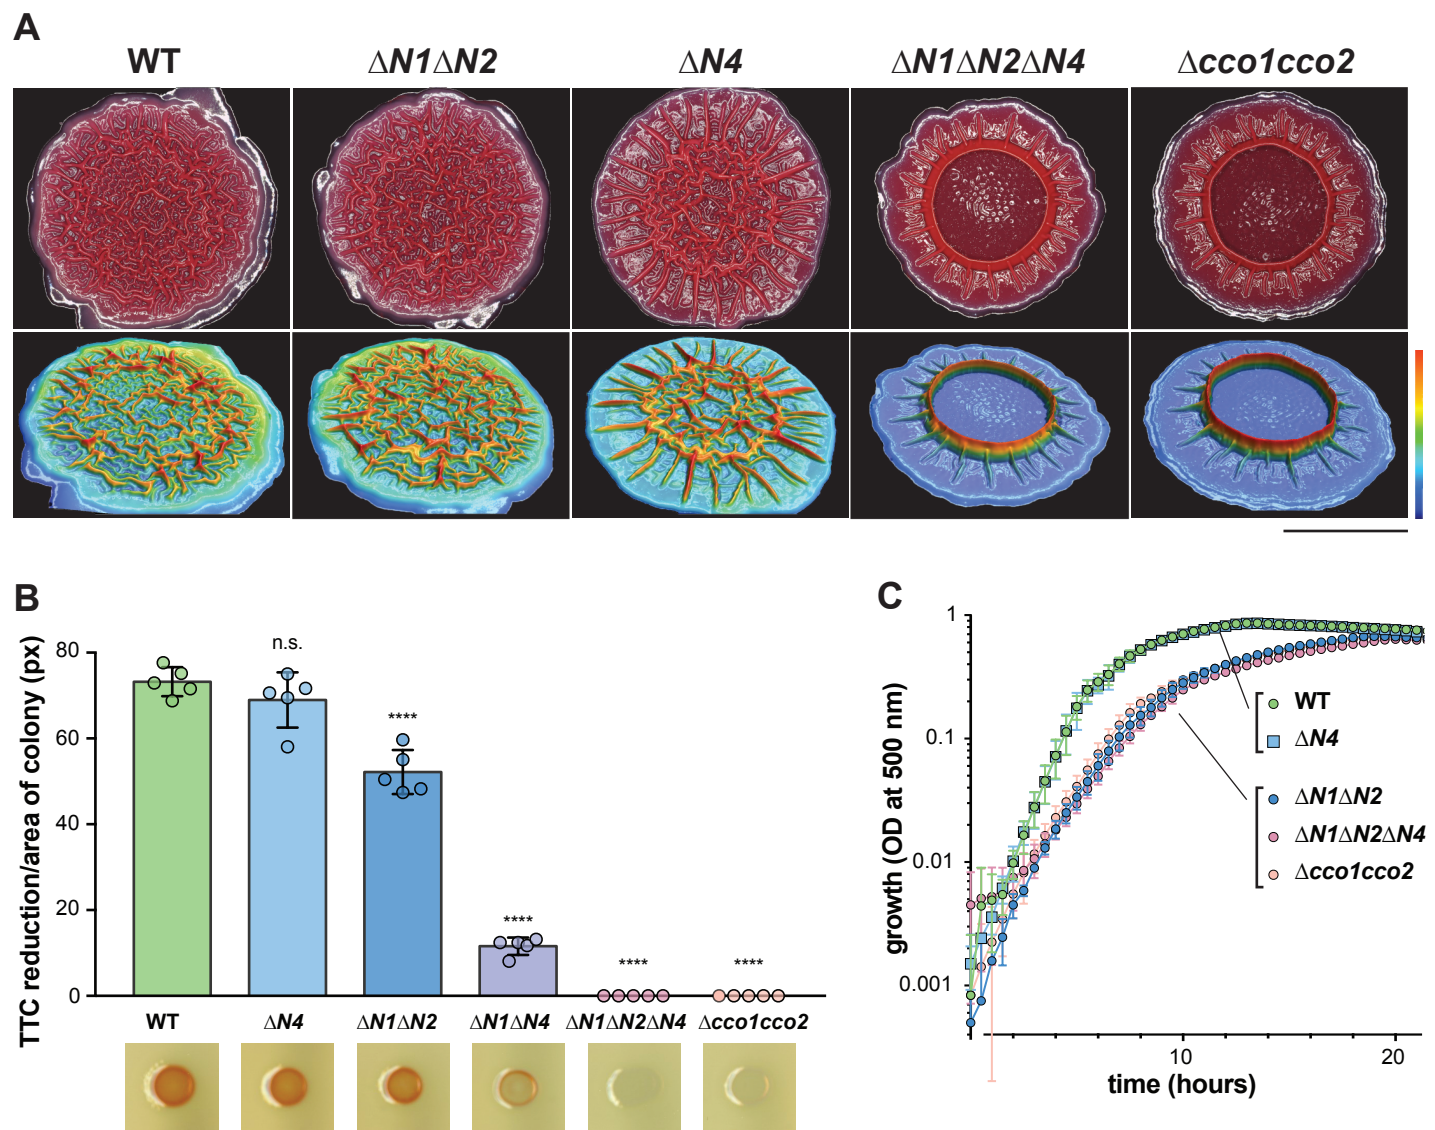 A
WT
ΔN1ΔN2
ΔN4
ΔN1ΔN2ΔN4
Δcco1cco2
B
TTC reduction/area of colony (px)
80
60
40
20
0
n.s.
****
****
****
****
WT
ΔN4
ΔN1ΔN2
ΔN1ΔN4
ΔN1ΔN2ΔN4
Δcco1cco2
C
growth (OD at 500 nm)
1
0.1
0.01
0.001
10
20
time (hours)
WT
ΔN4
ΔN1ΔN2
ΔN1ΔN2ΔN4
Δcco1cco2